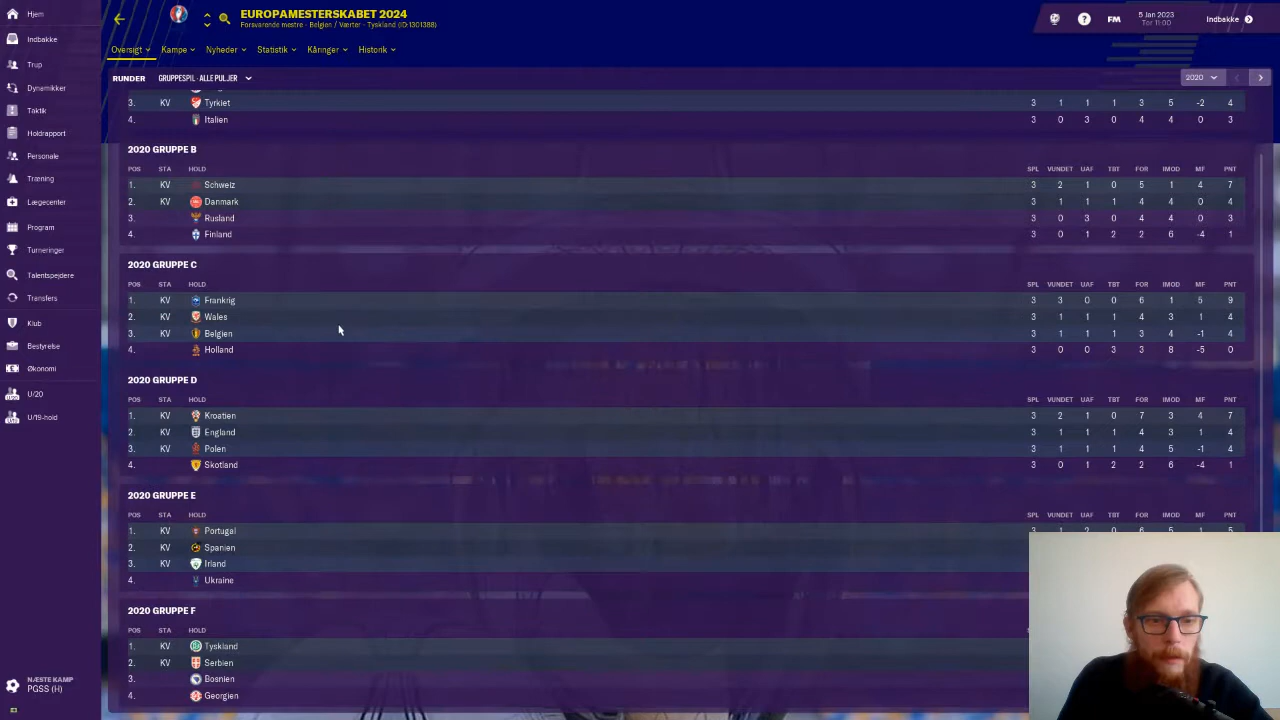 Hjem
Indbakke
Trup
Dynamikker
Taktik
Holdrapport
Personale
Træning
Lægecenter
Program
Turneringer
Talentspejdere
Transfers
Klub
Bestyrelse
Økonomi
U/20
U/19-hold
NÆSTE KAMP
PGSS (H)
EUROPAMESTERSKABET 2024
Forsvarende mestre - Belgien / Værter - Tyskland (ID:1301388)
FM
5 Jan 2023
Tor 11:00
Indbakke
Oversigt Kampe Nyheder Statistik Kåringer Historik
RUNDER GRUPPESPIL - ALLE PULJER 2020
3. KV Tyrkiet 3 1 1 1 3 5 -2 4
4. Italien 3 0 3 0 4 4 0 3
2020 GRUPPE B
POS STA HOLD SPL VUNDET UAF TBT FOR IMOD MF PNT
1. KV Schweiz 3 2 1 0 5 1 4 7
2. KV Danmark 3 1 1 1 4 4 0 4
3. Rusland 3 0 3 0 4 4 0 3
4. Finland 3 0 1 2 2 6 -4 1
2020 GRUPPE C
POS STA HOLD SPL VUNDET UAF TBT FOR IMOD MF PNT
1. KV Frankrig 3 3 0 0 6 1 5 9
2. KV Wales 3 1 1 1 4 3 1 4
3. KV Belgien 3 1 1 1 3 4 -1 4
4. Holland 3 0 0 3 3 8 -5 0
2020 GRUPPE D
POS STA HOLD SPL VUNDET UAF TBT FOR IMOD MF PNT
1. KV Kroatien 3 2 1 0 7 3 4 7
2. KV England 3 1 1 1 4 3 1 4
3. KV Polen 3 1 1 1 4 5 -1 4
4. Skotland 3 0 1 2 2 6 -4 1
2020 GRUPPE E
POS STA HOLD SPL VUNDET UAF TBT FOR IMOD MF PNT
1. KV Portugal 3 1 2 0 6 5 1 5
2. KV Spanien
3. KV Irland
4. Ukraine
2020 GRUPPE F
POS STA HOLD
1. KV Tyskland
2. KV Serbien
3. Bosnien
4. Georgien